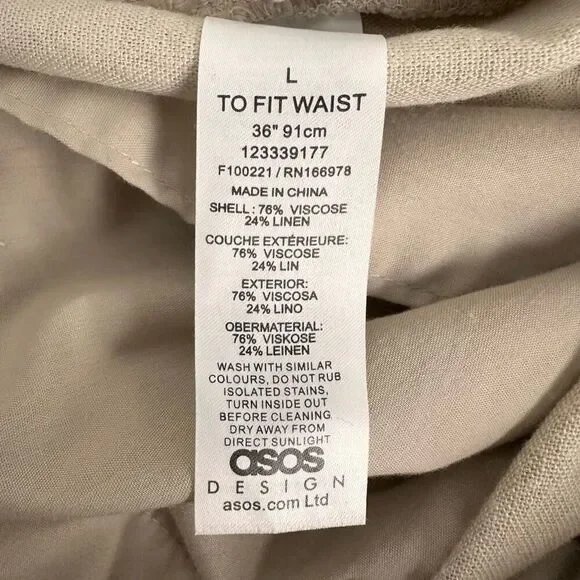 L
TO FIT WAIST
36" 91cm
123339177
F100221 / RN166978
MADE IN CHINA
SHELL : 76% VISCOSE
24% LINEN
COUCHE EXTÉRIEURE:
76% VISCOSE
24% LIN
EXTERIOR:
76% VISCOSA
24% LINO
OBERMATERIAL:
76% VISKOSE
24% LEINEN
WASH WITH SIMILAR
COLOURS, DO NOT RUB
ISOLATED STAINS,
TURN INSIDE OUT
BEFORE CLEANING,
DRY AWAY FROM
DIRECT SUNLIGHT
asos
DESIGN
asos.com Ltd